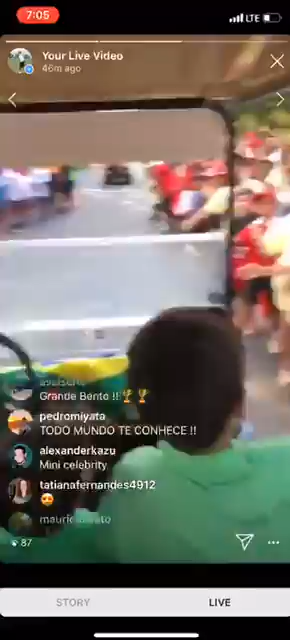 7:05
LTE
Your Live Video
46m ago
Grande Bento !!🏆🏆
pedromiyata
TODO MUNDO TE CONHECE !!
alexanderkazu
Mini celebrity
tatianafernandes4912
😍
87
STORY
LIVE